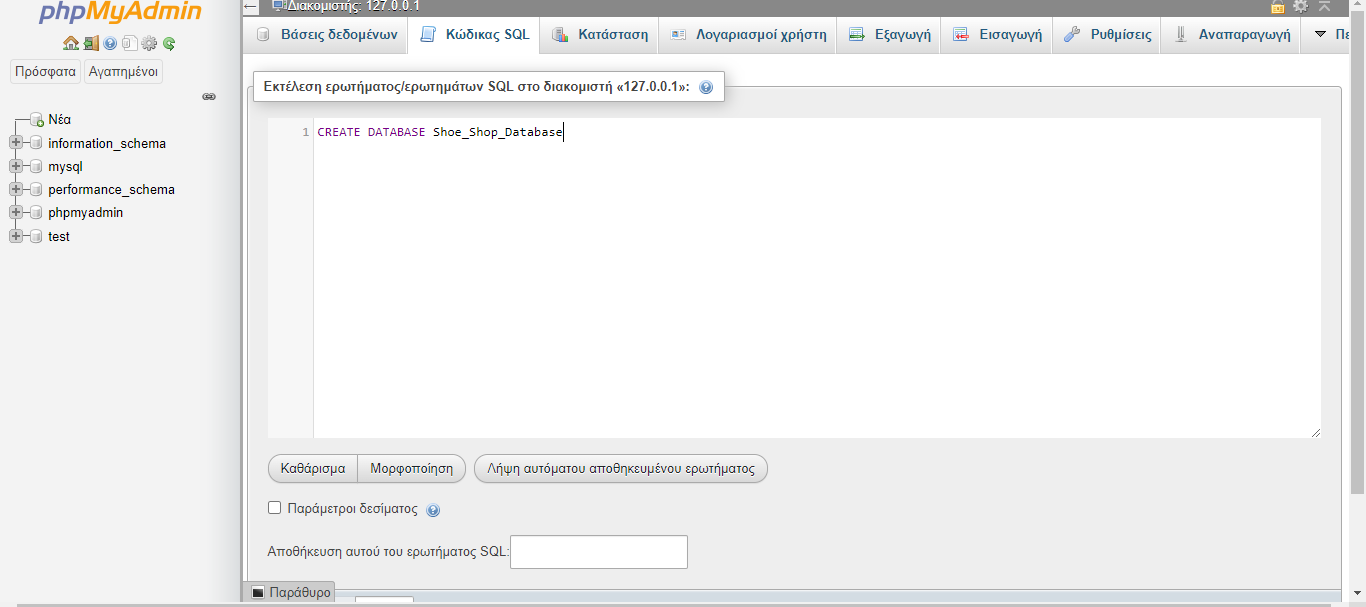 phpMyAdmin
Πρόσφατα Αγαπημένοι
Νέα
information_schema
mysql
performance_schema
phpmyadmin
test
Διακομιστής: 127.0.0.1
Βάσεις δεδομένων Κώδικας SQL Κατάσταση Λογαριασμοί χρήστη Εξαγωγή Εισαγωγή Ρυθμίσεις Αναπαραγωγή Πε
Εκτέλεση ερωτήματος/ερωτημάτων SQL στο διακομιστή «127.0.0.1»:
1 CREATE DATABASE Shoe_Shop_Database
Καθάρισμα Μορφοποίηση Λήψη αυτόματου αποθηκευμένου ερωτήματος
Παράμετροι δεσίματος
Αποθήκευση αυτού του ερωτήματος SQL:
Παράθυρο